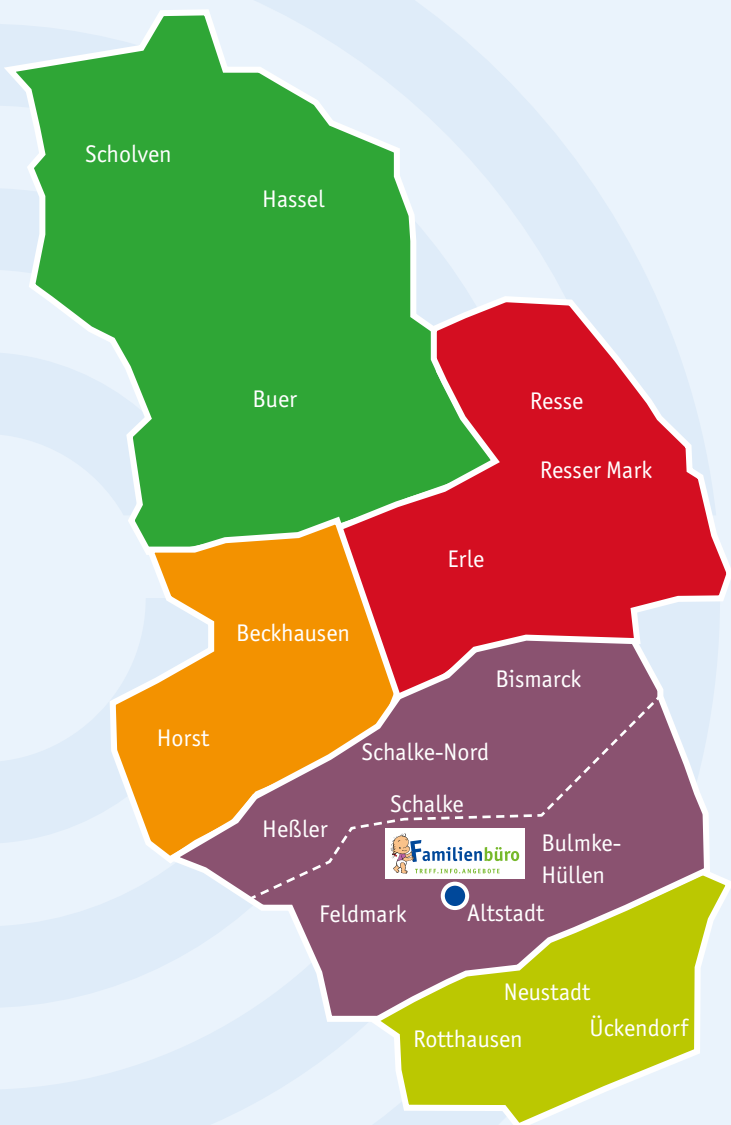 Scholven
Hassel
Buer
Resse
Resser Mark
Erle
Beckhausen
Bismarck
Horst
Schalke-Nord
Schalke
Heßler
Familienbüro
TREFF.INFO.ANGEBOTE
Bulmke-
Hüllen
Feldmark
Altstadt
Neustadt
Ückendorf
Rotthausen